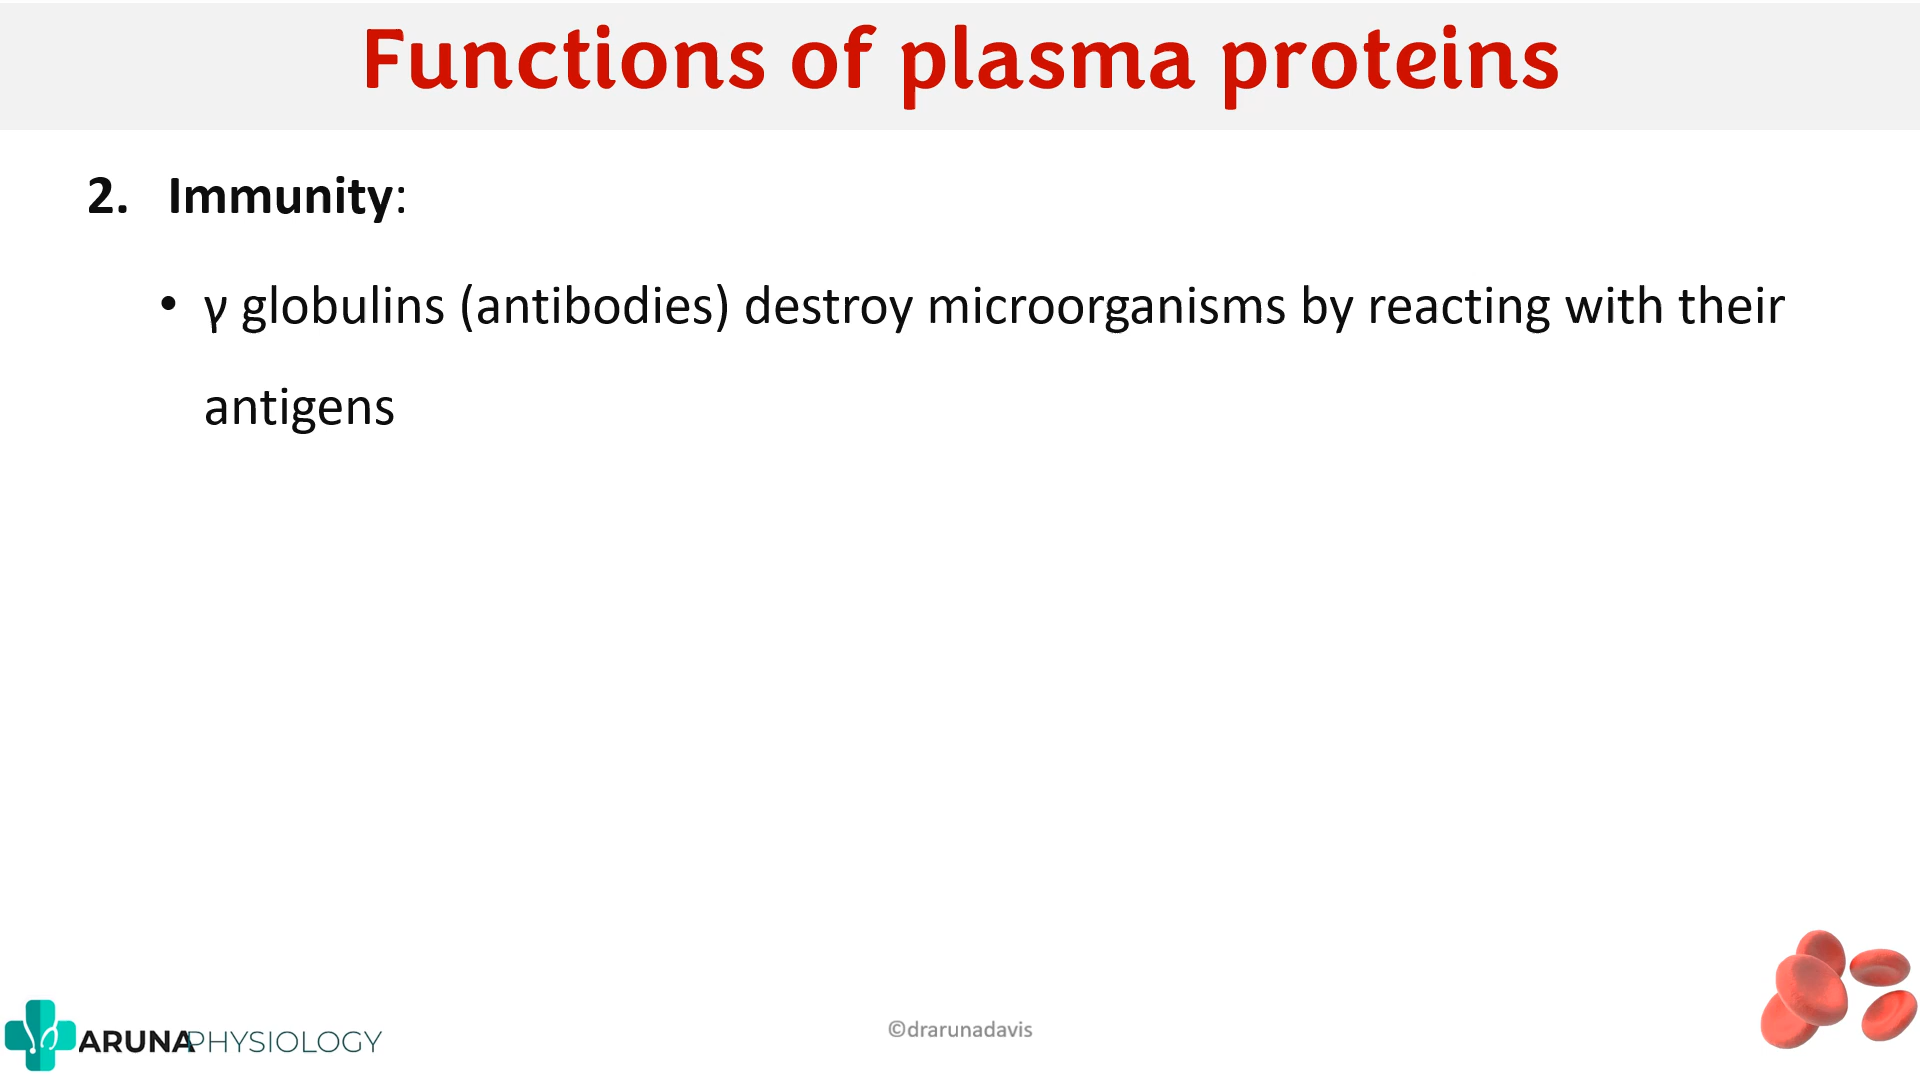 Functions of plasma proteins
2. Immunity:
• γ globulins (antibodies) destroy microorganisms by reacting with their
antigens
ARUNAPHYSIOLOGY
©drarunadavis